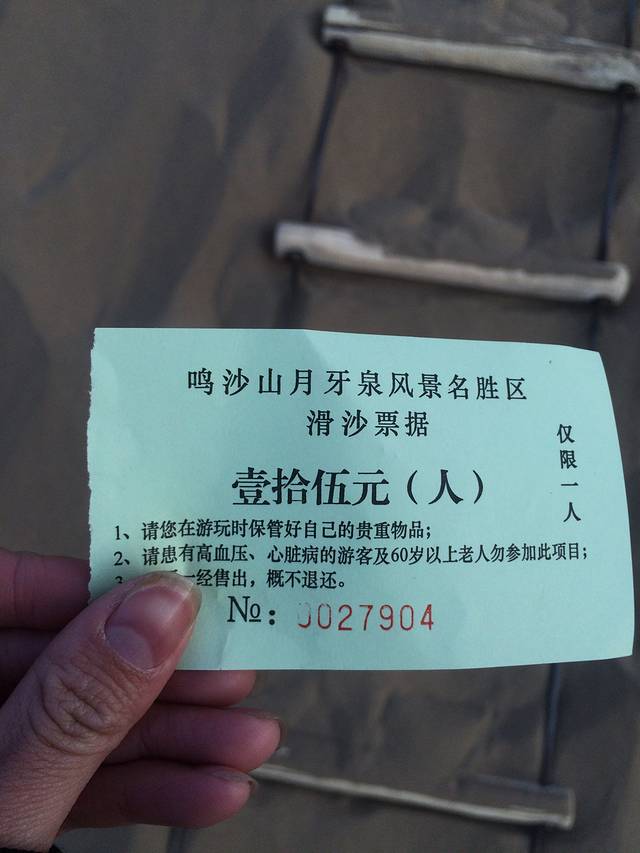 鸣沙山月牙泉风景名胜区
滑沙票据
仅限一人
壹拾伍元（人）
1、请您在游玩时保管好自己的贵重物品；
2、请患有高血压、心脏病的游客及60岁以上老人勿参加此项目；
一经售出，概不退还。
№：0027904